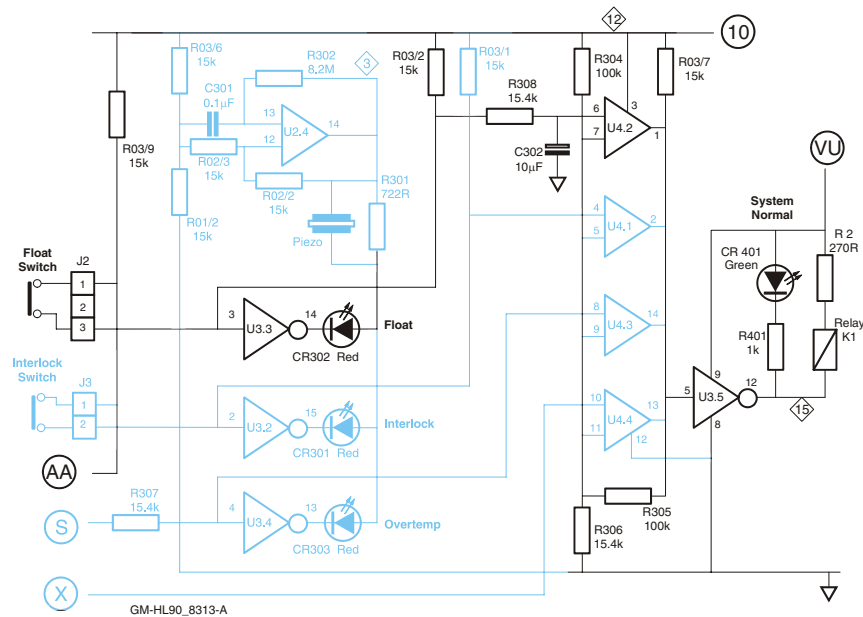 12
10
R03/6
15k
R302
8.2M
3
R03/2
15k
R03/1
15k
R304
100k
R03/7
15k
C301
0.1µF
R308
15.4k
13
14
12
U2.4
6
7
3
U4.2
1
R03/9
15k
R02/3
15k
C302
10µF
VU
R02/2
15k
R301
722R
R01/2
15k
Piezo
4
5
U4.1
2
System
Normal
R 2
270R
CR 401
Green
Float
Switch
J2
1
2
3
3
U3.3
14
Float
CR302 Red
8
9
U4.3
14
R401
1k
Relay
K1
Interlock
Switch
J3
1
2
2
U3.2
15
Interlock
CR301 Red
10
11
U4.4
13
12
5
U3.5
9
12
8
15
AA
R307
15.4k
S
4
U3.4
13
Overtemp
CR303 Red
R305
100k
R306
15.4k
X
GM-HL90_8313-A